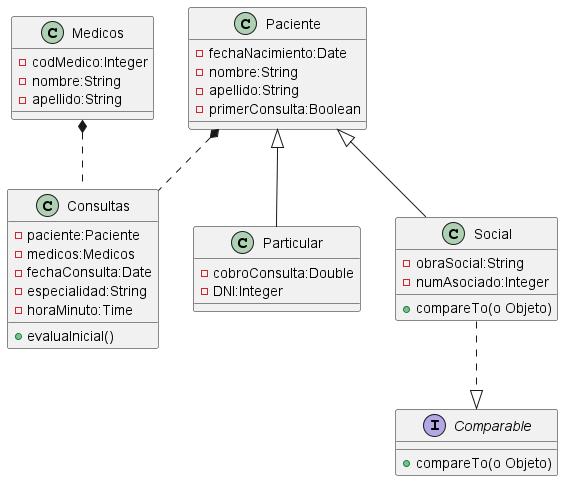 C Medicos
codMedico:Integer
nombre:String
apellido:String
C Paciente
fechaNacimiento:Date
nombre:String
apellido:String
primerConsulta:Boolean
C Consultas
paciente:Paciente
medicos:Medicos
fechaConsulta:Date
especialidad:String
horaMinuto:Time
evaluaInicial()
C Particular
cobroConsulta:Double
DNI:Integer
C Social
obraSocial:String
numAsociado:Integer
compareTo(o Objeto)
I Comparable
compareTo(o Objeto)